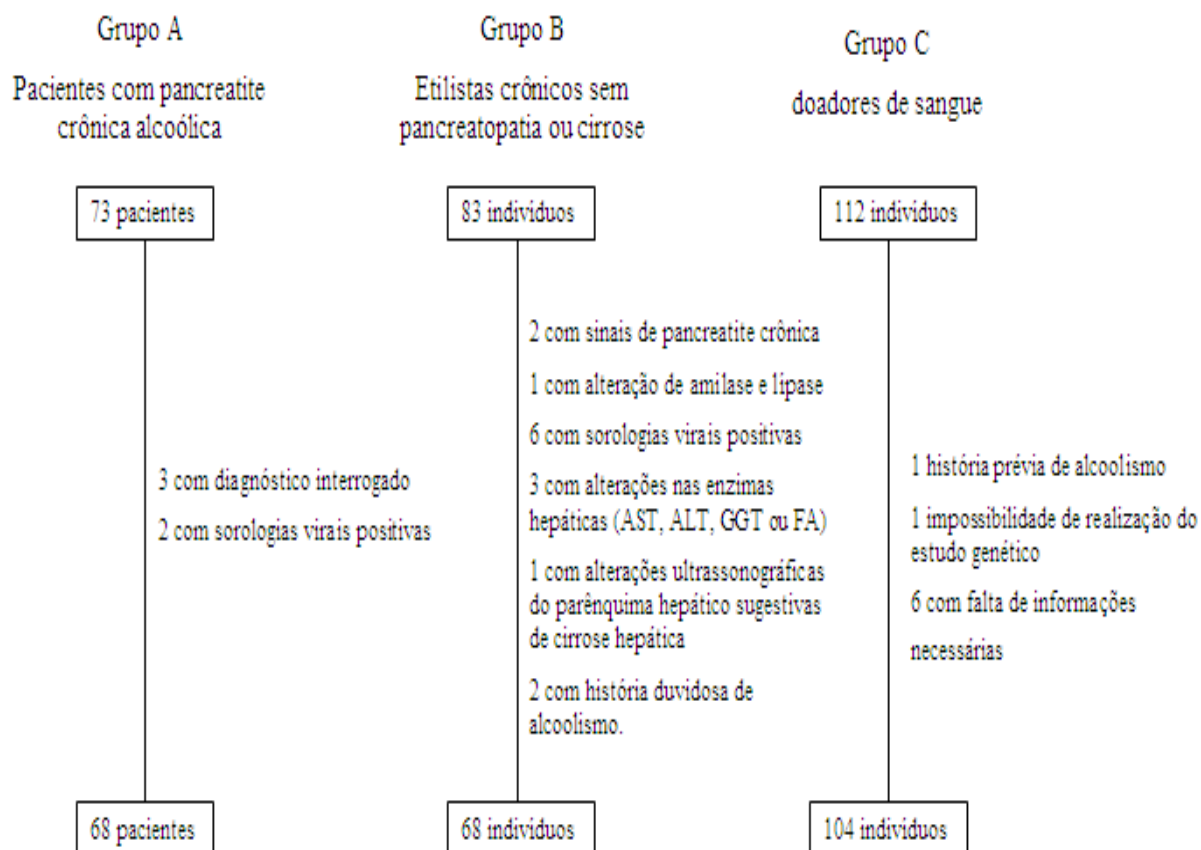 Grupo A
Pacientes com pancreatite
crônica alcoólica
73 pacientes
3 com diagnóstico interrogado
2 com sorologias virais positivas
68 pacientes
Grupo B
Etilistas crônicos sem
pancreatopatia ou cirrose
83 indivíduos
2 com sinais de pancreatite crônica
1 com alteração de amilase e lipase
6 com sorologias virais positivas
3 com alterações nas enzimas
hepáticas (AST, ALT, GGT ou FA)
1 com alterações ultrassonográficas
do parênquima hepático sugestivas
de cirrose hepática
2 com história duvidosa de
alcoolismo.
68 indivíduos
Grupo C
doadores de sangue
112 indivíduos
1 história prévia de alcoolismo
1 impossibilidade de realização do
estudo genético
6 com falta de informações
necessárias
104 indivíduos